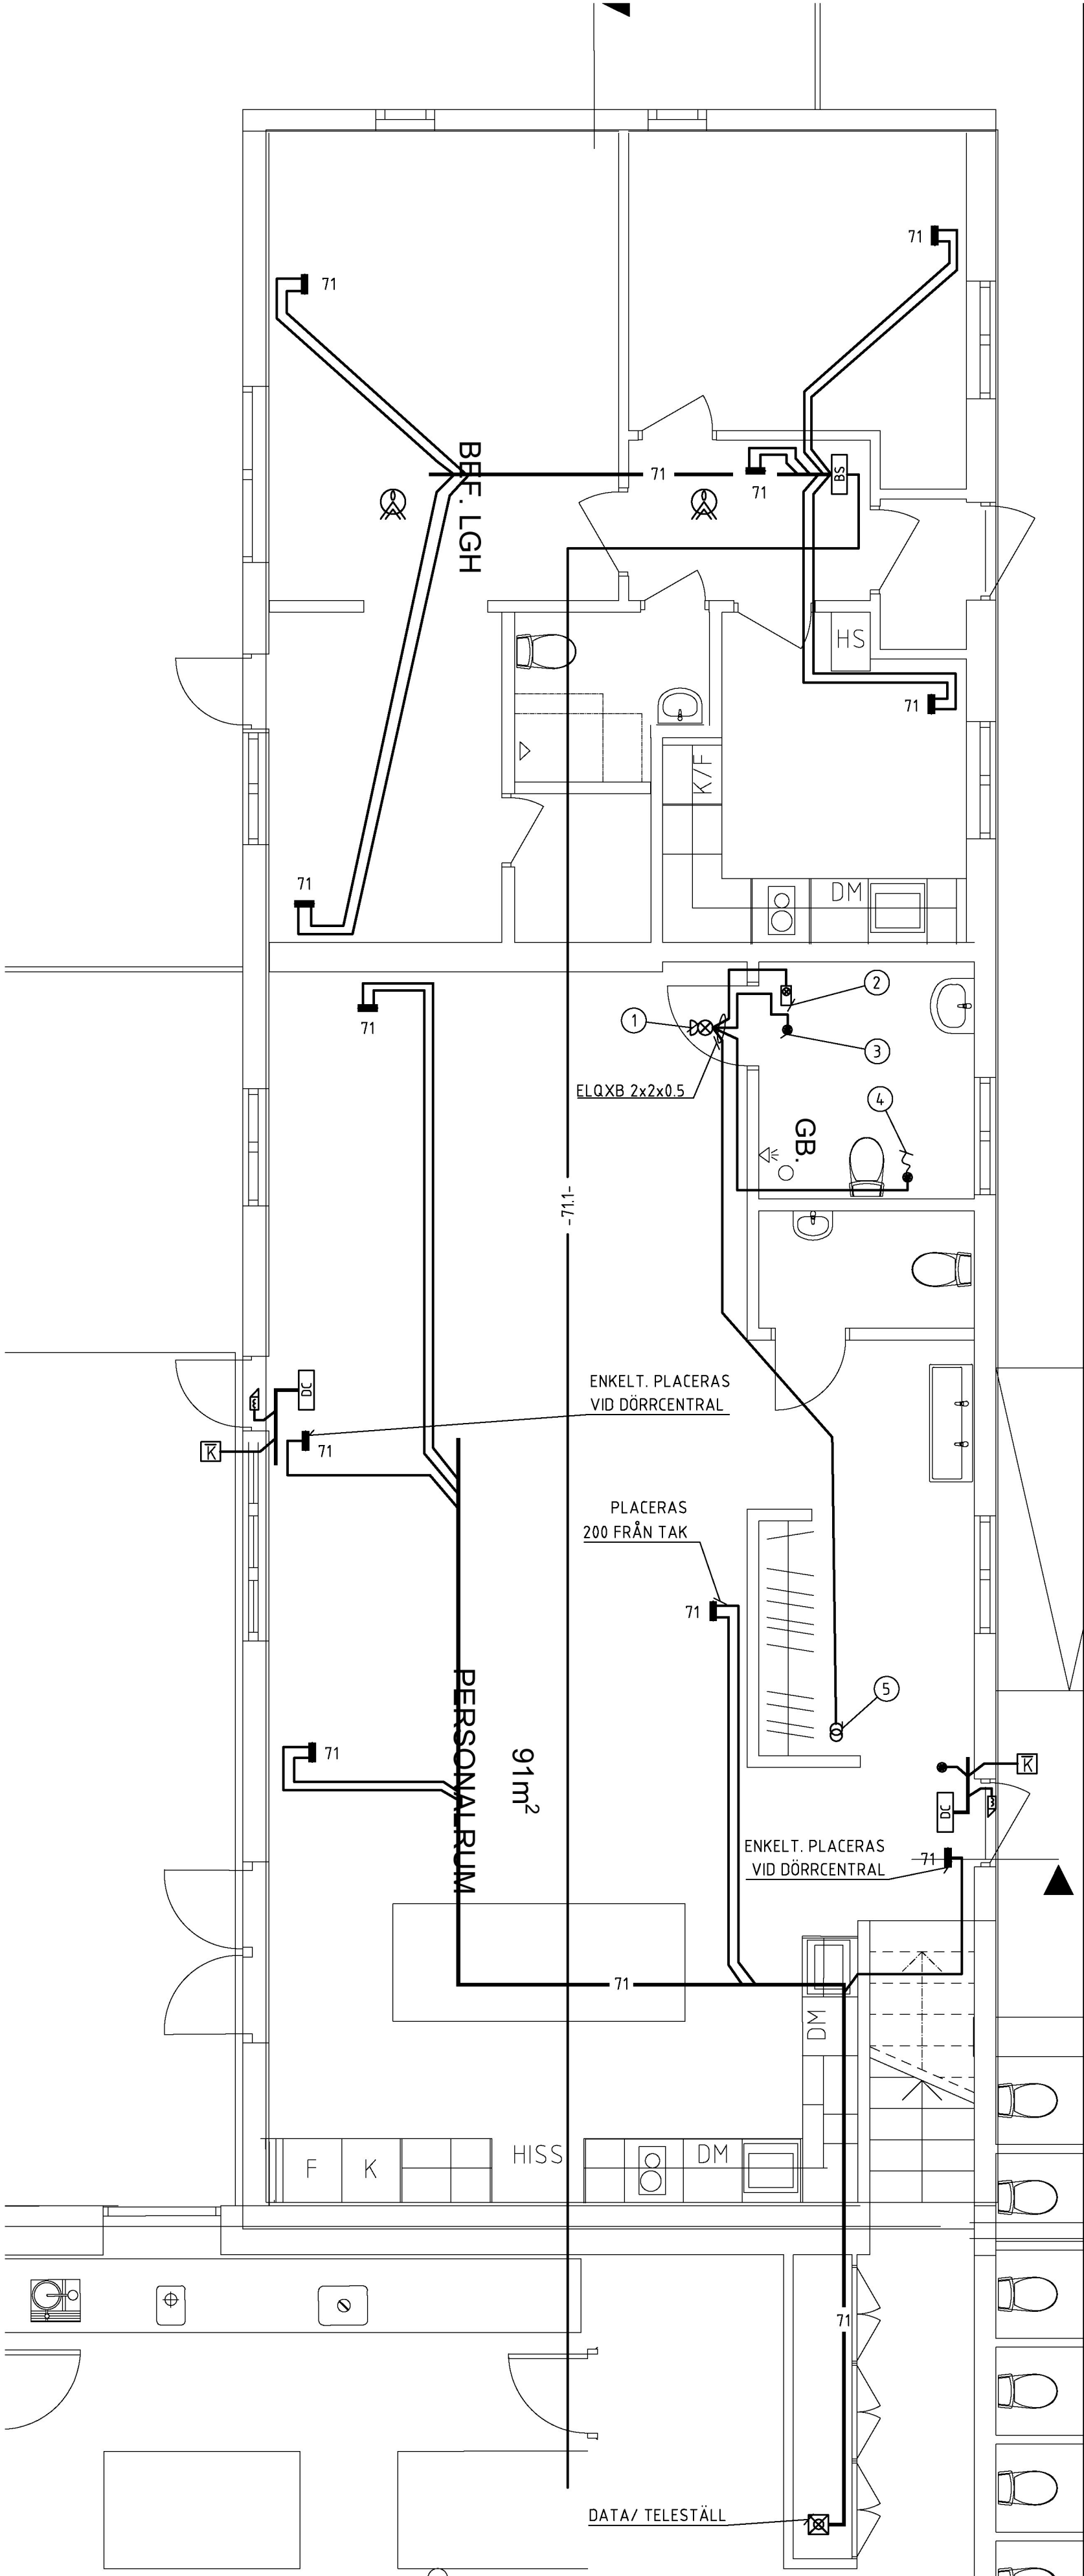 71
71
BEF. LGH
71
71
BS
HS
71
K/F
71
DM
71
1
2
3
ELQXB 2x2x0.5
4
GB.
-71.1-
DC
ENKELT. PLACERAS
VID DÖRRCENTRAL
K
71
PLACERAS
200 FRÅN TAK
71
5
PERSONALRUM
91m²
71
K
DC
ENKELT. PLACERAS
VID DÖRRCENTRAL
71
71
DM
F
K
HISS
DM
71
DATA/ TELESTÄLL